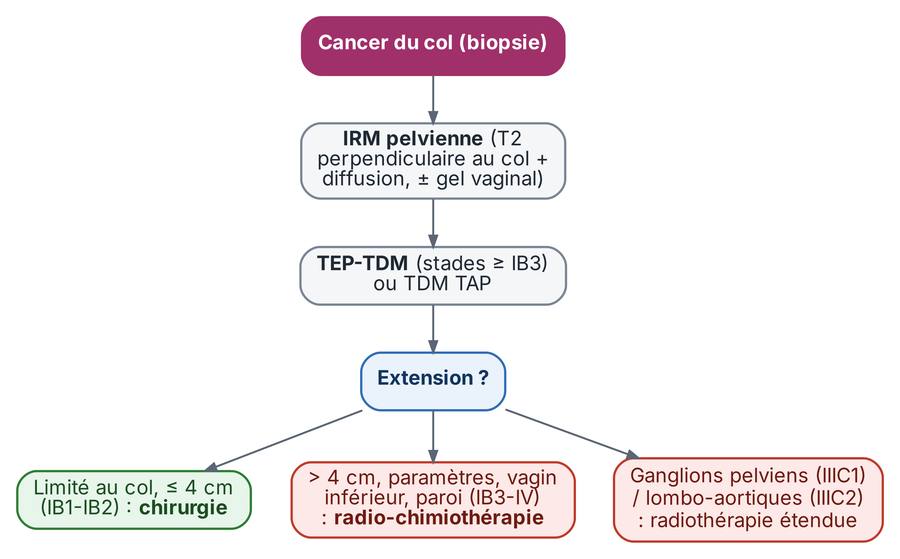 Cancer du col (biopsie)
IRM pelvienne (T2
perpendiculaire au col +
diffusion, ± gel vaginal)
TEP-TDM (stades ≥ IB3)
ou TDM TAP
Extension ?
Limité au col, ≤ 4 cm
(IB1-IB2) : chirurgie
> 4 cm, paramètres, vagin
inférieur, paroi (IB3-IV)
: radio-chimiothérapie
Ganglions pelviens (IIIC1)
/ lombo-aortiques (IIIC2)
: radiothérapie étendue